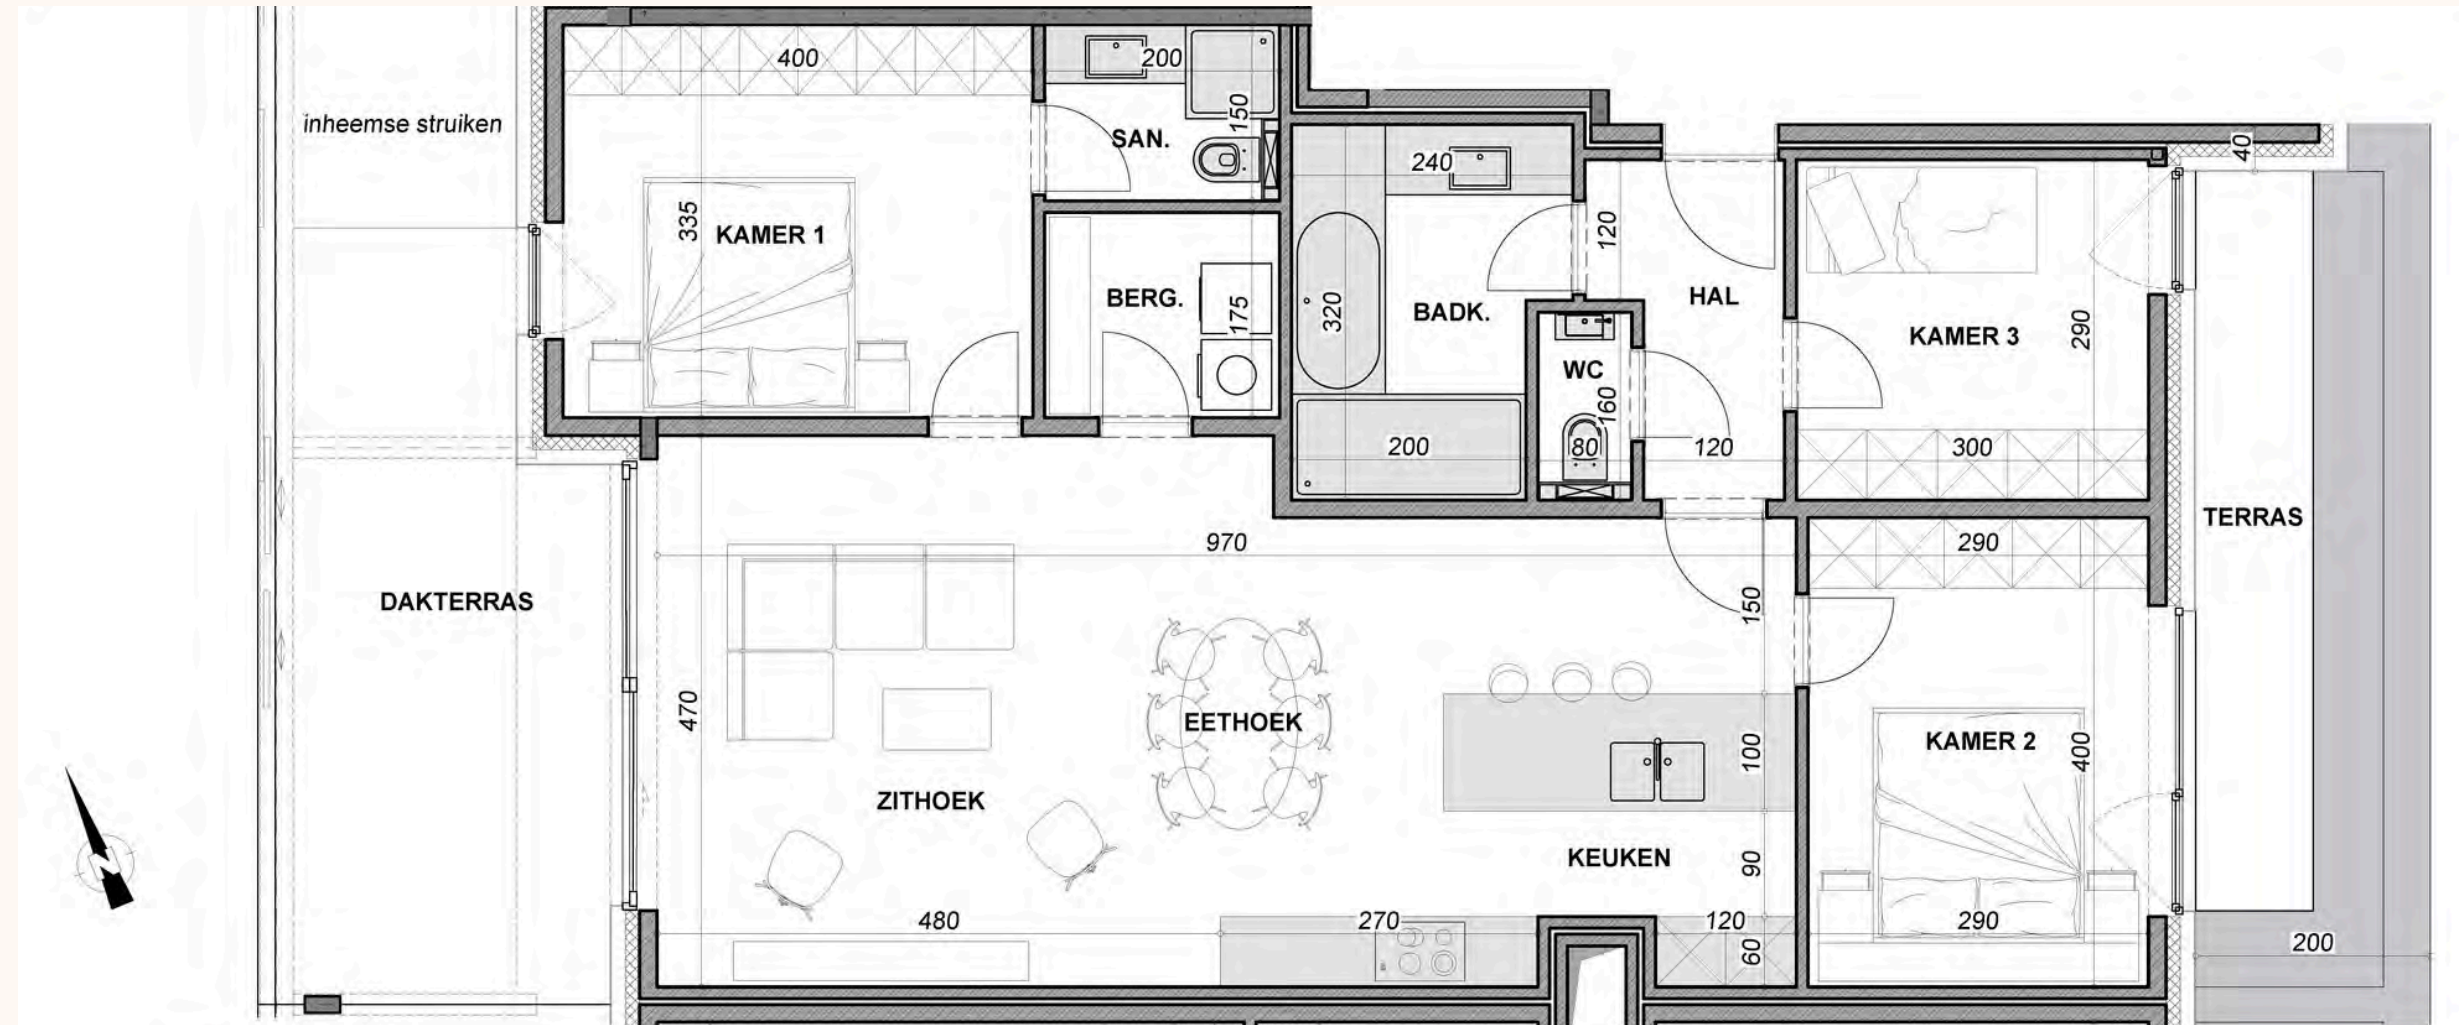 400
200
inheemse struiken
150
SAN.
40
240
335
KAMER 1
120
BERG.
175
320
BADK.
HAL
KAMER 3
290
WC
160
200
80
120
300
TERRAS
970
290
DAKTERRAS
150
470
EETHOEK
100
KAMER 2
400
ZITHOEK
KEUKEN
90
N
480
270
120
60
290
200